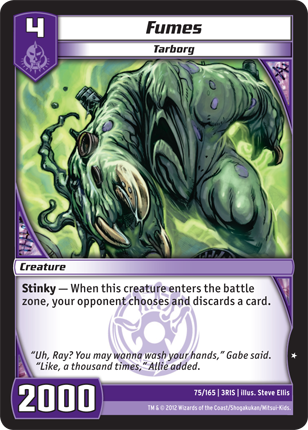 4
Fumes
Tarborg
Creature
Stinky — When this creature enters the battle
zone, your opponent chooses and discards a card.
"Uh, Ray? You may wanna wash your hands," Gabe said.
"Like, a thousand times," Allie added.
2000
75/165 | 3RIS | Illus. Steve Ellis
TM & © 2012 Wizards of the Coast/Shogakukan/Mitsui-Kids.